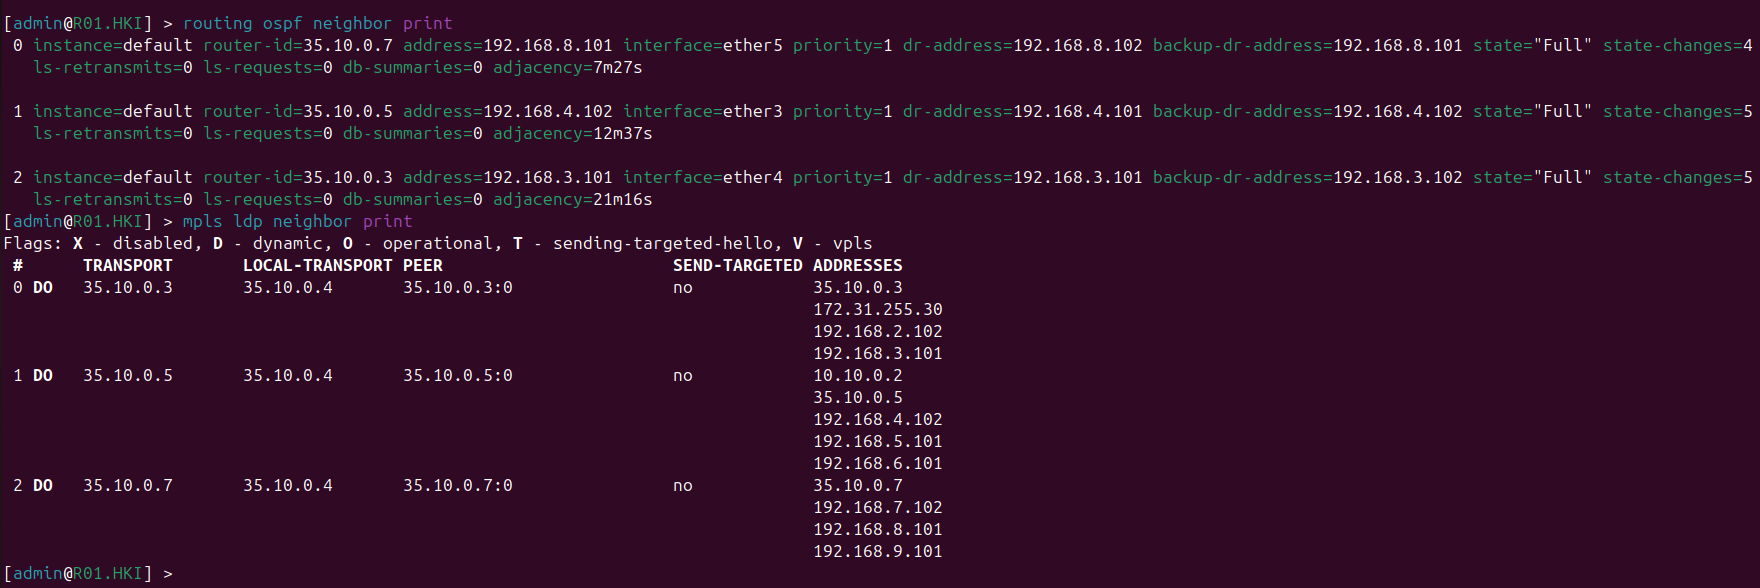 [admin@R01.HKI] > routing ospf neighbor print
 0 instance=default router-id=35.10.0.7 address=192.168.8.101 interface=ether5 priority=1 dr-address=192.168.8.102 backup-dr-address=192.168.8.101 state="Full" state-changes=4
   ls-retransmits=0 ls-requests=0 db-summaries=0 adjacency=7m27s
 1 instance=default router-id=35.10.0.5 address=192.168.4.102 interface=ether3 priority=1 dr-address=192.168.4.101 backup-dr-address=192.168.4.102 state="Full" state-changes=5
   ls-retransmits=0 ls-requests=0 db-summaries=0 adjacency=12m37s
 2 instance=default router-id=35.10.0.3 address=192.168.3.101 interface=ether4 priority=1 dr-address=192.168.3.101 backup-dr-address=192.168.3.102 state="Full" state-changes=5
   ls-retransmits=0 ls-requests=0 db-summaries=0 adjacency=21m16s
[admin@R01.HKI] > mpls ldp neighbor print
Flags: X - disabled, D - dynamic, O - operational, T - sending-targeted-hello, V - vpls
 #      TRANSPORT       LOCAL-TRANSPORT PEER                       SEND-TARGETED ADDRESSES
 0 DO   35.10.0.3       35.10.0.4       35.10.0.3:0                no            35.10.0.3
                                                                                 172.31.255.30
                                                                                 192.168.2.102
                                                                                 192.168.3.101
 1 DO   35.10.0.5       35.10.0.4       35.10.0.5:0                no            10.10.0.2
                                                                                 35.10.0.5
                                                                                 192.168.4.102
                                                                                 192.168.5.101
                                                                                 192.168.6.101
 2 DO   35.10.0.7       35.10.0.4       35.10.0.7:0                no            35.10.0.7
                                                                                 192.168.7.102
                                                                                 192.168.8.101
                                                                                 192.168.9.101
[admin@R01.HKI] >